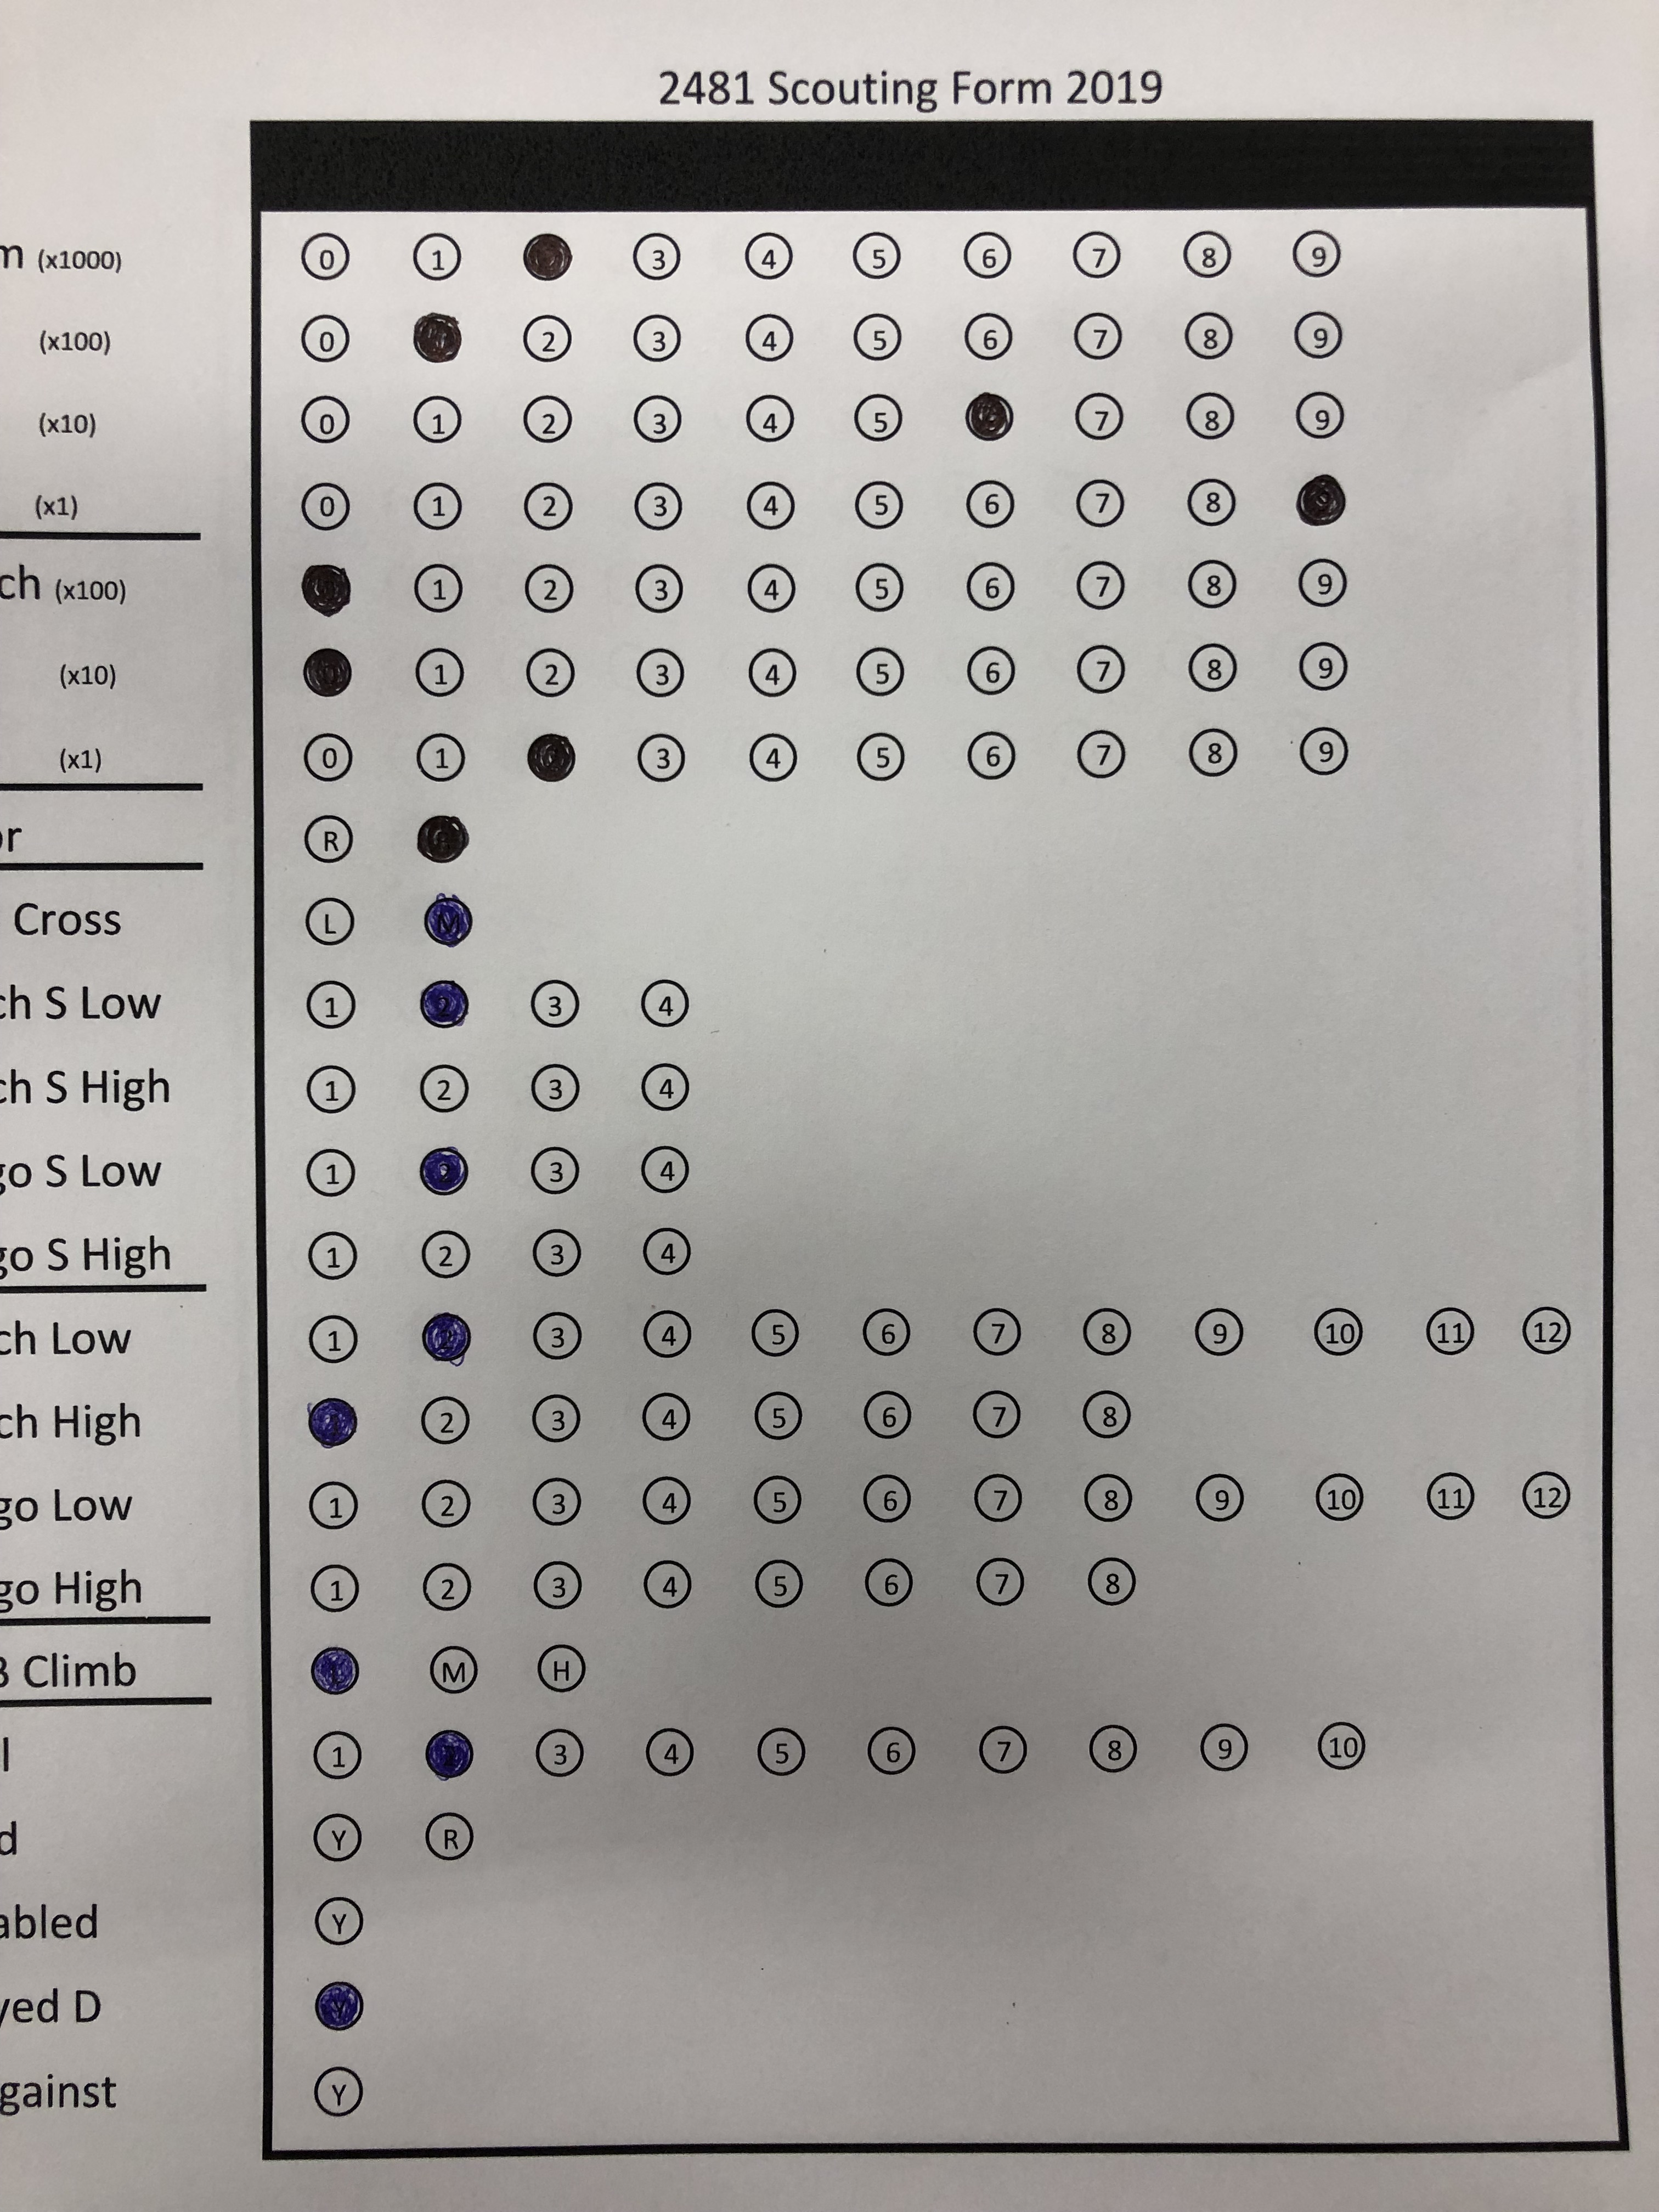 2481 Scouting Form 2019
m (x1000) 0 1 3 4 5 6 7 8 9
(x100) 0 2 3 4 5 6 7 8 9
(x10) 0 1 2 3 4 5 7 8 9
(x1) 0 1 2 3 4 5 6 7 8 9
ch (x100) 1 2 3 4 5 6 7 8 9
(x10) 0 1 2 3 4 5 6 7 8 9
(x1) 0 1 3 4 5 6 7 8 9
or R
Cross L M
ch S Low 1 2 3 4
ch S High 1 2 3 4
go S Low 1 2 3 4
go S High 1 2 3 4
ch Low 1 2 3 4 5 6 7 8 9 10 11 12
ch High 2 3 4 5 6 7 8
go Low 1 2 3 4 5 6 7 8 9 10 11 12
go High 1 2 3 4 5 6 7 8
B Climb L M H
l 1 3 4 5 6 7 8 9 10
d Y R
abled Y
yed D Y
gainst Y